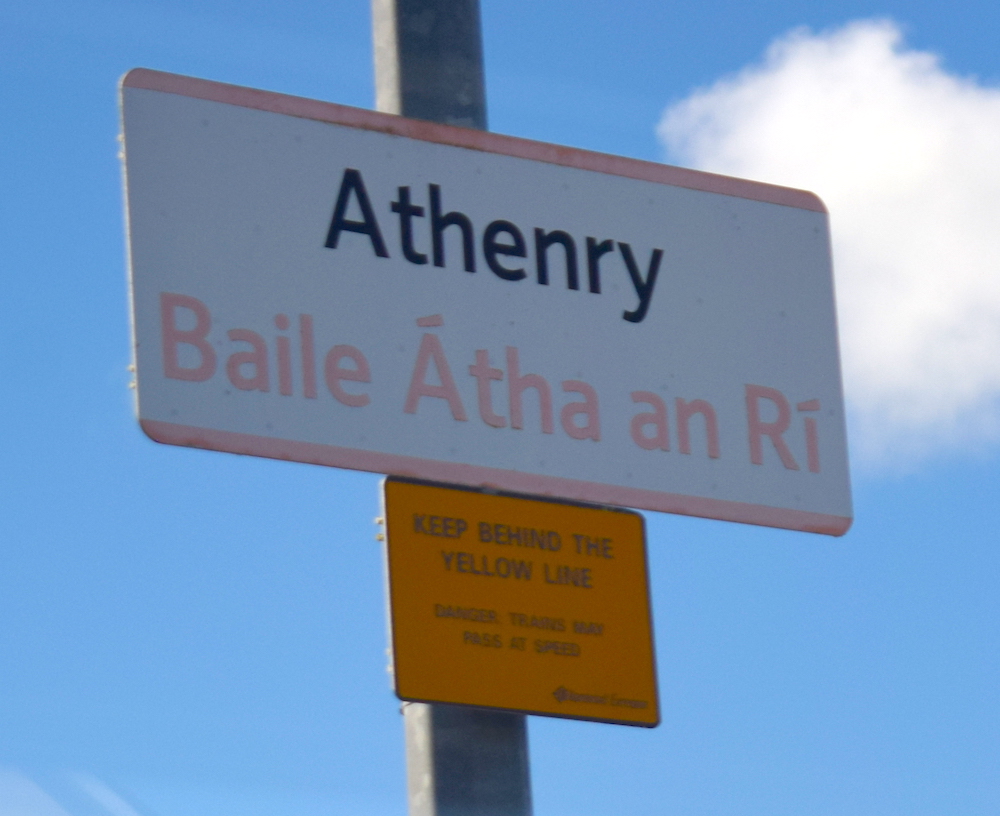 Athenry
Baile Átha an Rí
KEEP BEHIND THE
YELLOW LINE
DANGER. TRAINS MAY
PASS AT SPEED